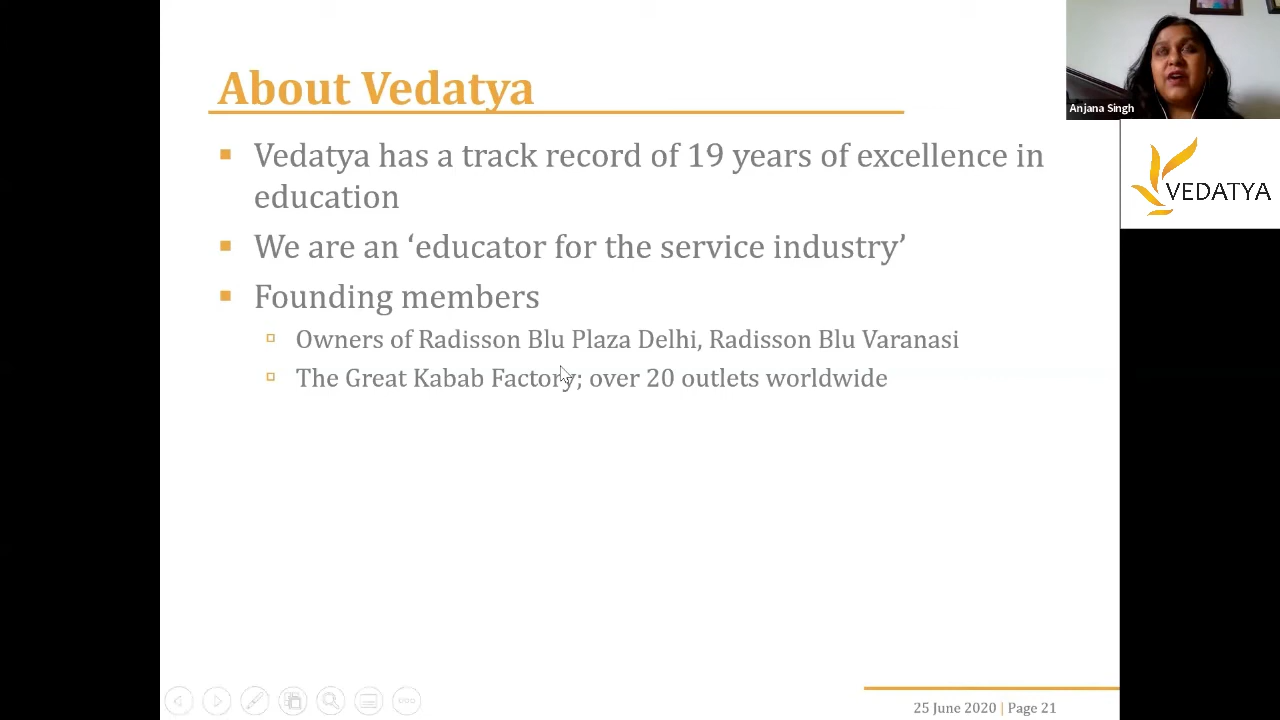 About Vedatya
Anjana Singh
VEDATYA
Vedatya has a track record of 19 years of excellence in
education
We are an ‘educator for the service industry’
Founding members
Owners of Radisson Blu Plaza Delhi, Radisson Blu Varanasi
The Great Kabab Factory; over 20 outlets worldwide
25 June 2020 | Page 21